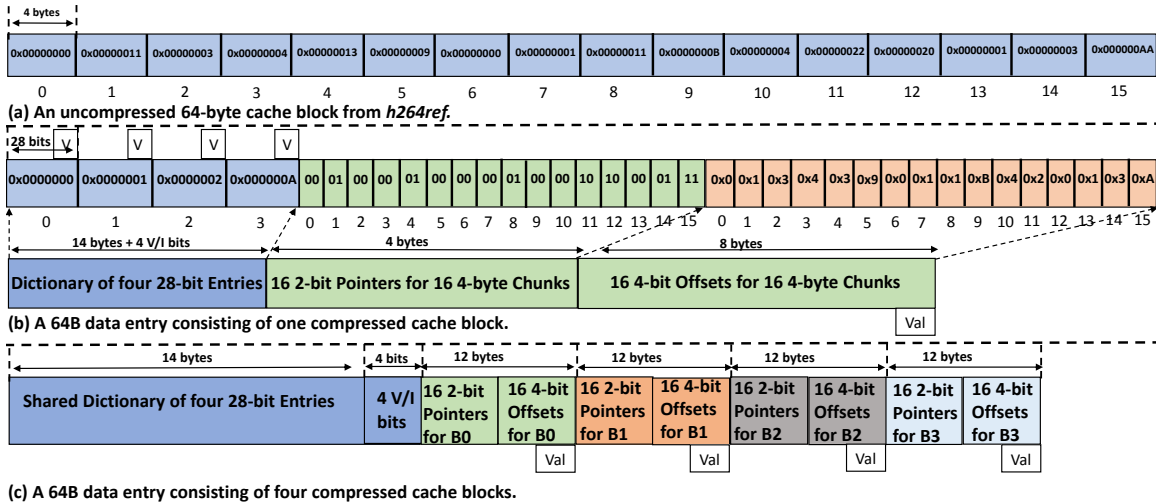 4 bytes
0x00000000 0x00000011 0x00000003 0x00000004 0x00000013 0x00000009 0x00000000 0x00000001 0x00000011 0x0000000B 0x00000004 0x00000022 0x00000020 0x00000001 0x00000003 0x000000AA
0 1 2 3 4 5 6 7 8 9 10 11 12 13 14 15
(a) An uncompressed 64-byte cache block from h264ref.
28 bits V V V V
0x0000000 0x0000001 0x0000002 0x000000A 00 01 00 00 01 00 00 00 01 00 00 10 10 00 01 11 0x0 0x1 0x3 0x4 0x3 0x9 0x0 0x1 0x1 0xB 0x4 0x2 0x0 0x1 0x3 0xA
0 1 2 3 0 1 2 3 4 5 6 7 8 9 10 11 12 13 14 15 0 1 2 3 4 5 6 7 8 9 10 11 12 13 14 15
14 bytes + 4 V/I bits 4 bytes 8 bytes
Dictionary of four 28-bit Entries 16 2-bit Pointers for 16 4-byte Chunks 16 4-bit Offsets for 16 4-byte Chunks
(b) A 64B data entry consisting of one compressed cache block. Val
14 bytes 4 bits 12 bytes 12 bytes 12 bytes 12 bytes
Shared Dictionary of four 28-bit Entries
4 V/I
bits
16 2-bit
Pointers
for B0
16 4-bit
Offsets
for B0
16 2-bit
Pointers
for B1
16 4-bit
Offsets
for B1
16 2-bit
Pointers
for B2
16 4-bit
Offsets
for B2
16 2-bit
Pointers
for B3
16 4-bit
Offsets
for B3
Val Val Val Val
(c) A 64B data entry consisting of four compressed cache blocks.